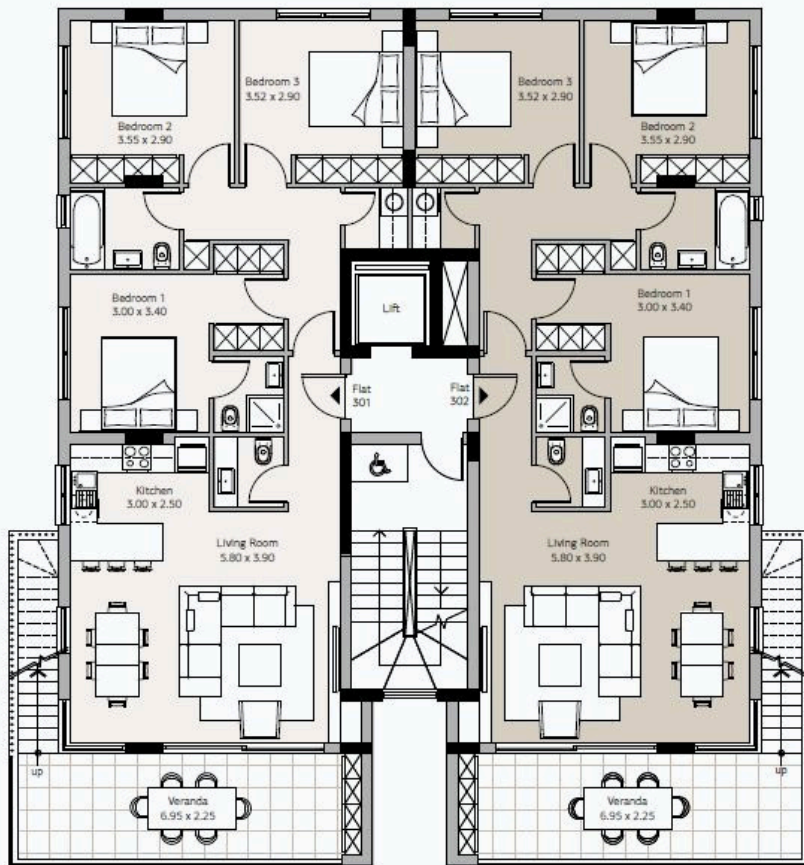 Bedroom 3
3.52 x 2.90
Bedroom 3
3.52 x 2.90
Bedroom 2
3.55 x 2.90
Bedroom 2
3.55 x 2.90
Bedroom 1
3.00 x 3.40
Lift
Bedroom 1
3.00 x 3.40
Flat
301
Flat
302
Kitchen
3.00 x 2.50
Kitchen
3.00 x 2.50
Living Room
5.80 x 3.90
Living Room
5.80 x 3.90
up
up
Veranda
6.95 x 2.25
Veranda
6.95 x 2.25